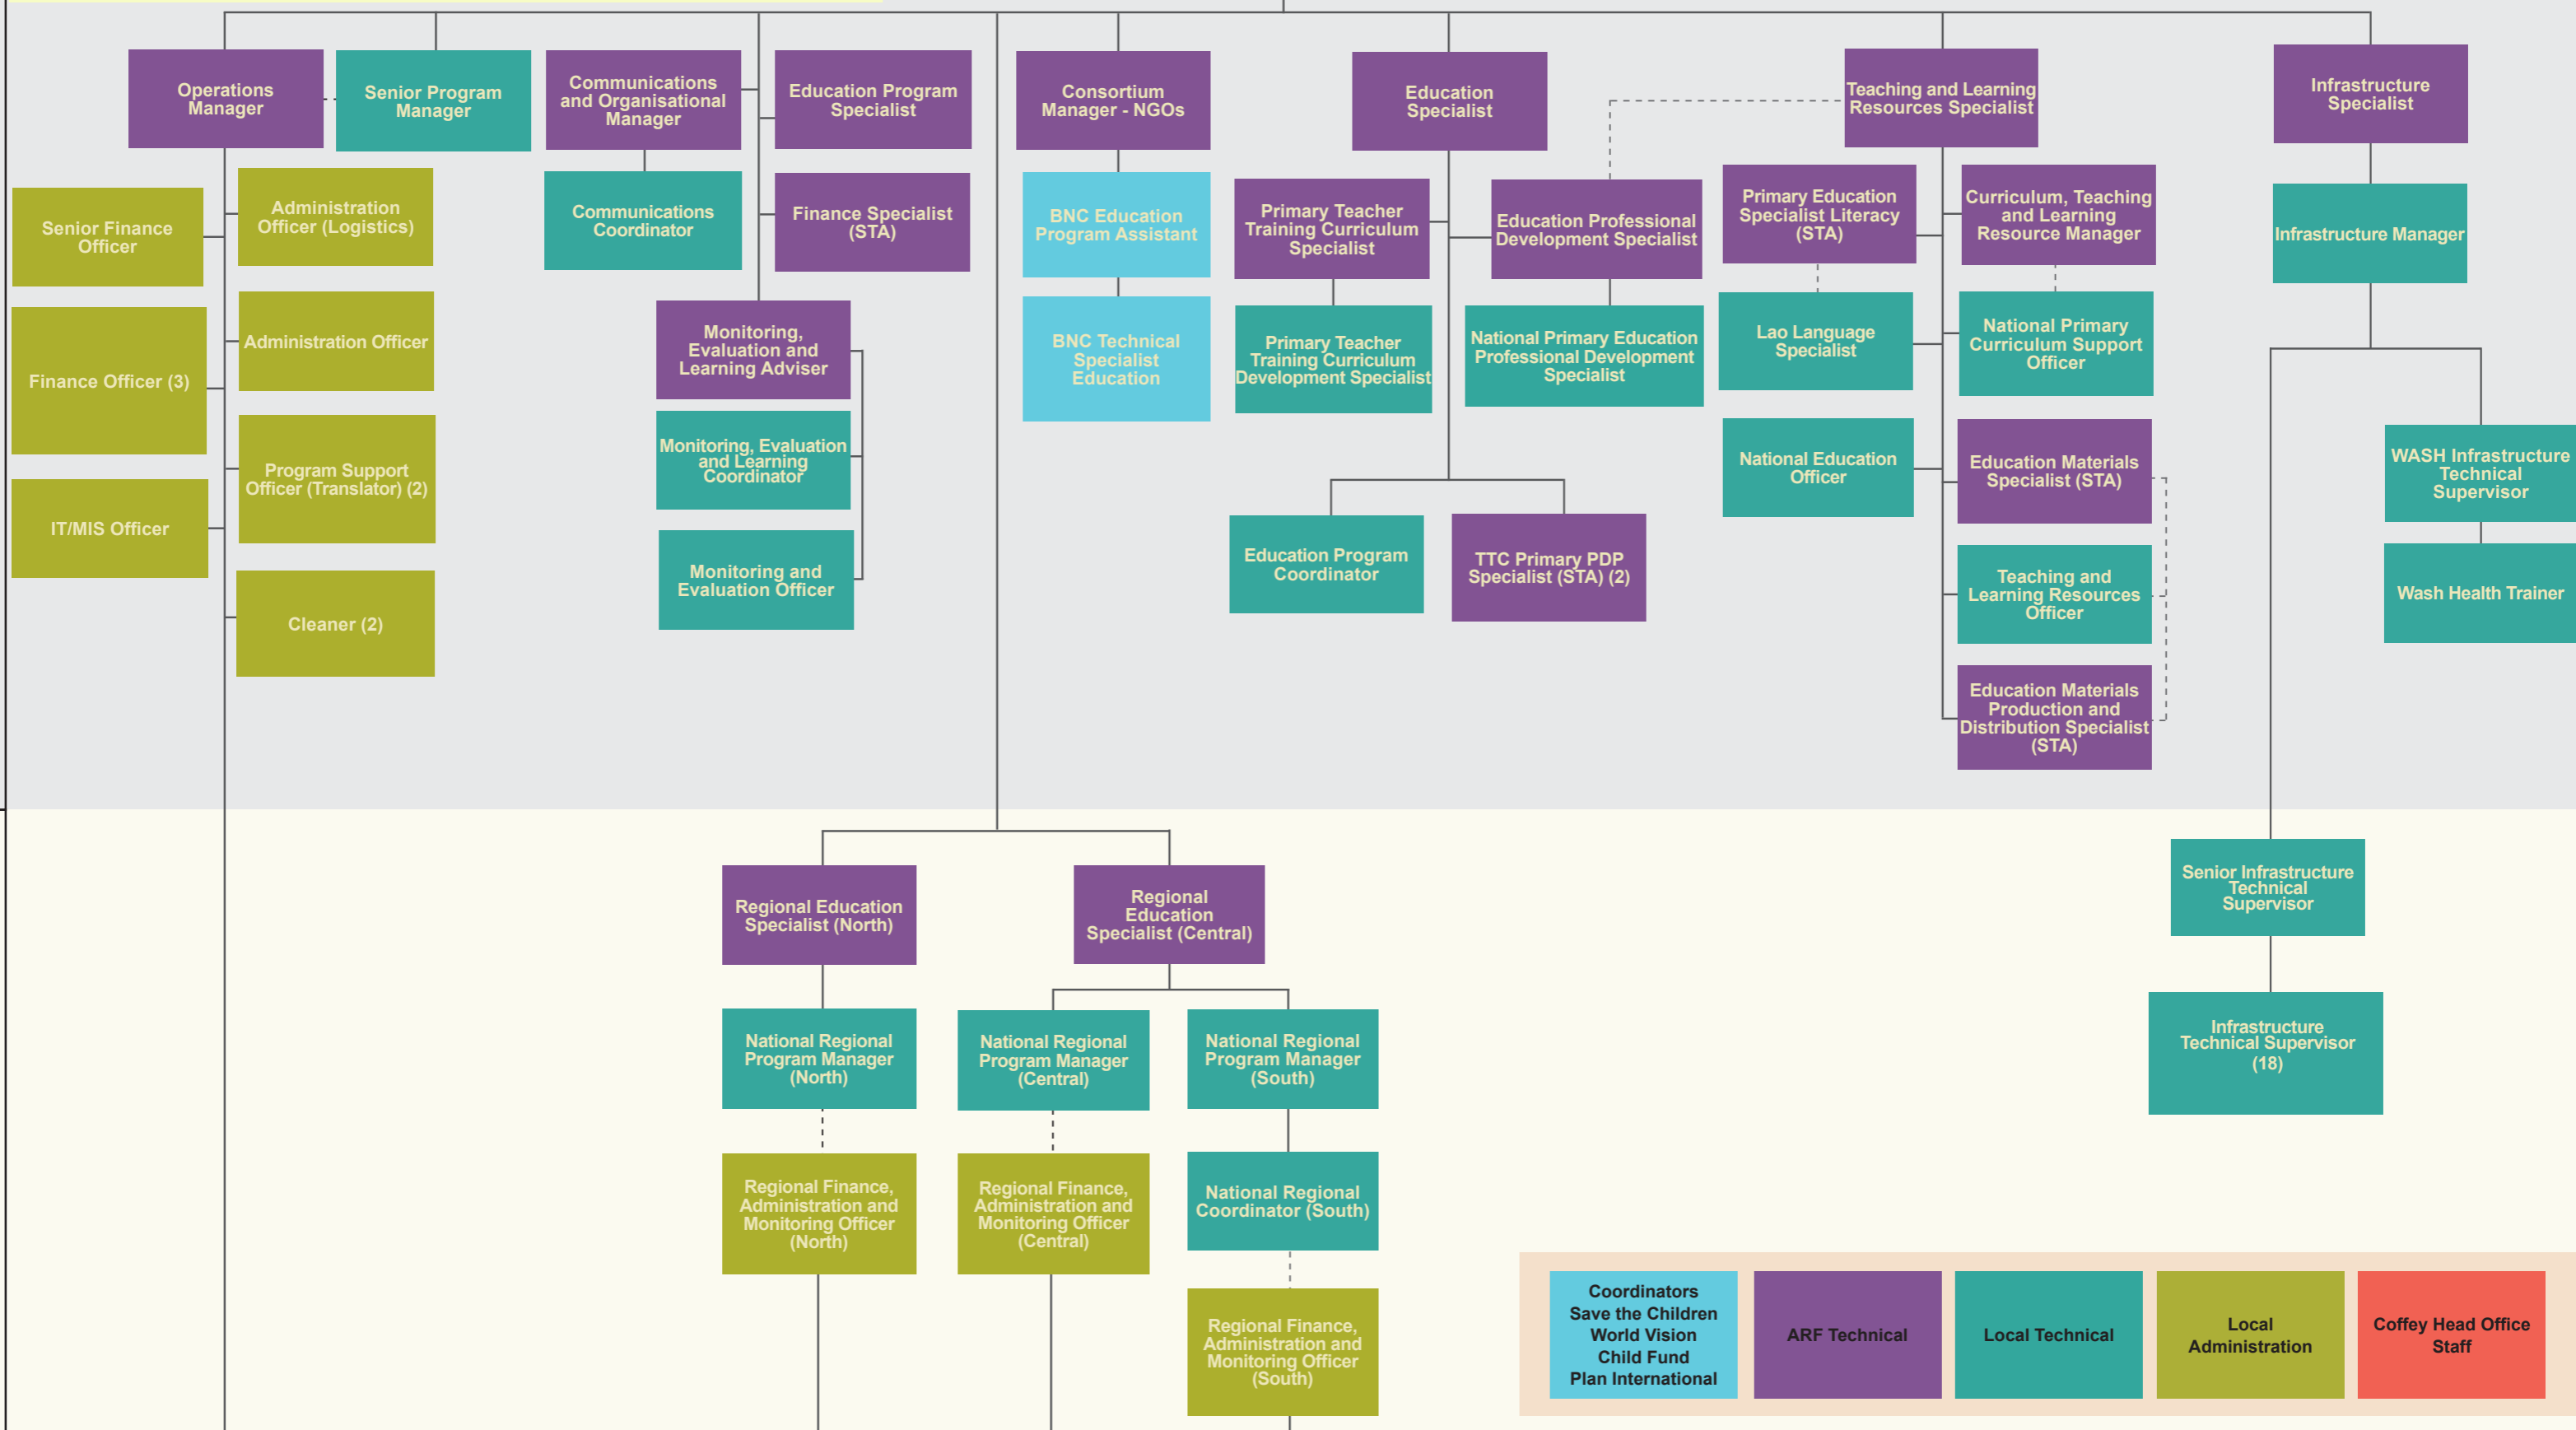 Operations
Manager
Senior Program
Manager
Communications
and Organisational
Manager
Education Program
Specialist
Consortium
Manager - NGOs
Education
Specialist
Teaching and Learning
Resources Specialist
Infrastructure
Specialist
Senior Finance
Officer
Administration
Officer (Logistics)
Communications
Coordinator
Finance Specialist
(STA)
BNC Education
Program Assistant
Primary Teacher
Training Curriculum
Specialist
Education Professional
Development Specialist
Primary Education
Specialist Literacy
(STA)
Curriculum, Teaching
and Learning
Resource Manager
Infrastructure Manager
Finance Officer (3)
Administration Officer
Monitoring,
Evaluation and
Learning Adviser
BNC Technical
Specialist
Education
Primary Teacher
Training Curriculum
Development Specialist
National Primary Education
Professional Development
Specialist
Lao Language
Specialist
National Primary
Curriculum Support
Officer
Program Support
Officer (Translator) (2)
Monitoring, Evaluation
and Learning
Coordinator
National Education
Officer
Education Materials
Specialist (STA)
WASH Infrastructure
Technical
Supervisor
IT/MIS Officer
Monitoring and
Evaluation Officer
Education Program
Coordinator
TTC Primary PDP
Specialist (STA) (2)
Teaching and
Learning Resources
Officer
Wash Health Trainer
Cleaner (2)
Education Materials
Production and
Distribution Specialist
(STA)
Regional Education
Specialist (North)
Regional
Education
Specialist (Central)
Senior Infrastructure
Technical
Supervisor
National Regional
Program Manager
(North)
National Regional
Program Manager
(Central)
National Regional
Program Manager
(South)
Infrastructure
Technical Supervisor
(18)
Regional Finance,
Administration and
Monitoring Officer
(North)
Regional Finance,
Administration and
Monitoring Officer
(Central)
National Regional
Coordinator (South)
Regional Finance,
Administration and
Monitoring Officer
(South)
Coordinators
Save the Children
World Vision
Child Fund
Plan International
ARF Technical
Local Technical
Local
Administration
Coffey Head Office
Staff